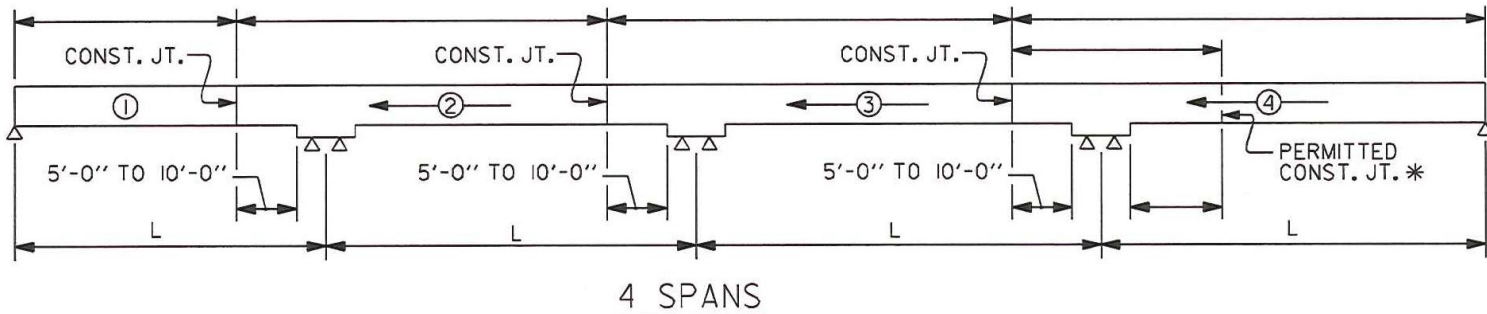 CONST. JT.
CONST. JT.
CONST. JT.
1
2
3
4
5'-0" TO 10'-0"
5'-0" TO 10'-0"
5'-0" TO 10'-0"
PERMITTED
CONST. JT. *
L
L
L
L
4 SPANS